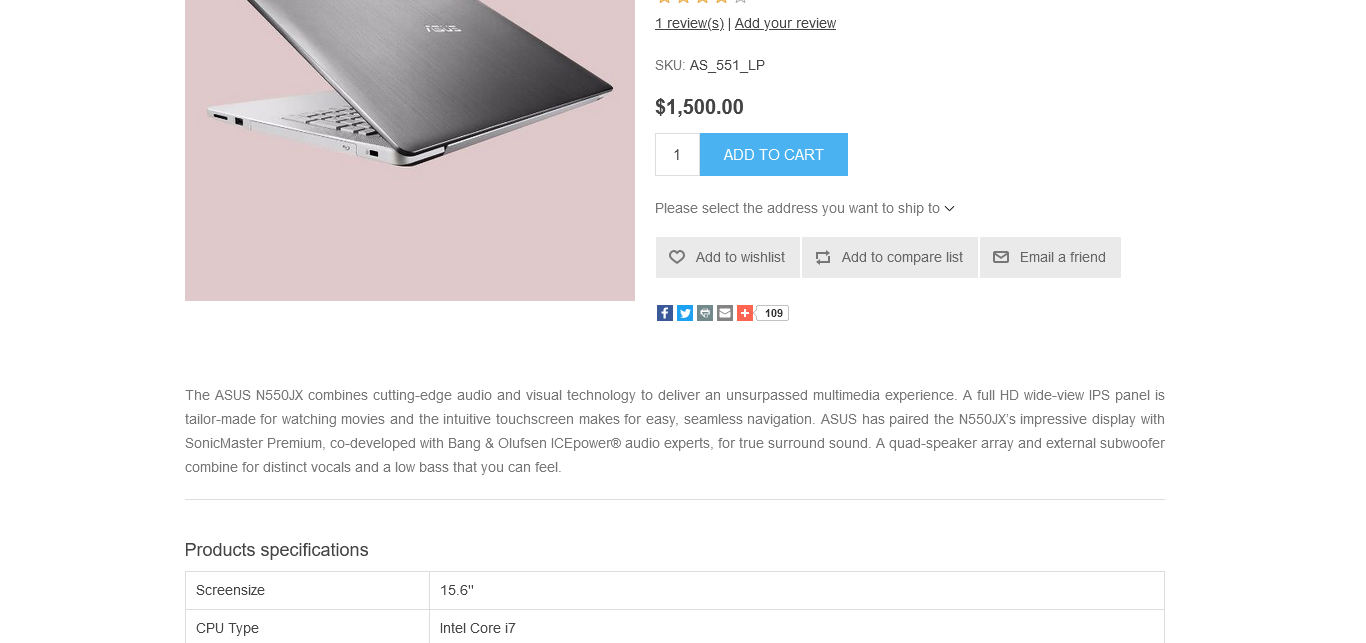 ASUS
1 review(s) | Add your review
SKU: AS_551_LP
$1,500.00
1 ADD TO CART
Please select the address you want to ship to
Add to wishlist Add to compare list Email a friend
109
The ASUS N550JX combines cutting-edge audio and visual technology to deliver an unsurpassed multimedia experience. A full HD wide-view IPS panel is
tailor-made for watching movies and the intuitive touchscreen makes for easy, seamless navigation. ASUS has paired the N550JX’s impressive display with
SonicMaster Premium, co-developed with Bang & Olufsen ICEpower® audio experts, for true surround sound. A quad-speaker array and external subwoofer
combine for distinct vocals and a low bass that you can feel.
Products specifications
Screensize 15.6''
CPU Type Intel Core i7